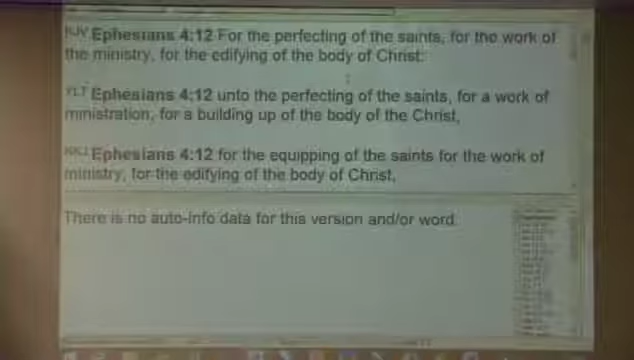 KJV Ephesians 4:12 For the perfecting of the saints, for the work of
the ministry, for the edifying of the body of Christ:
YLT Ephesians 4:12 unto the perfecting of the saints, for a work of
ministration, for a building up of the body of the Christ,
NKJ Ephesians 4:12 for the equipping of the saints for the work of
ministry, for the edifying of the body of Christ,
There is no auto-info data for this version and/or word.